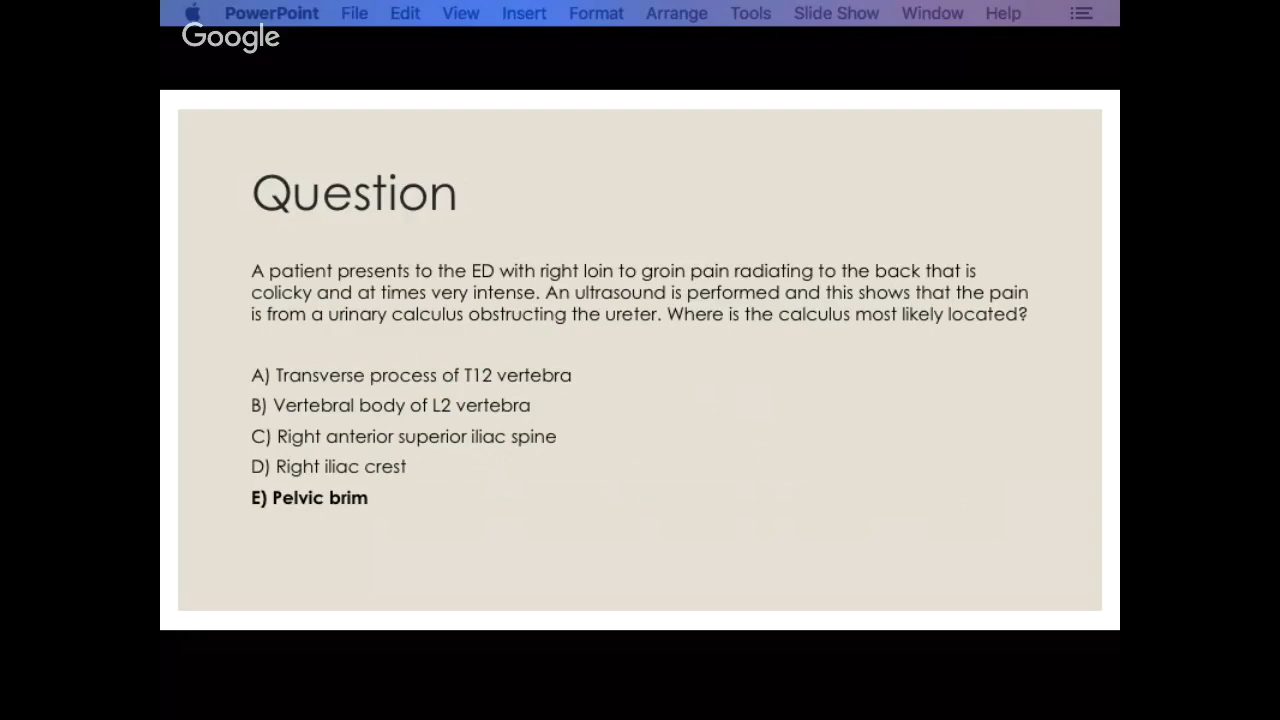 PowerPoint File Edit View Insert Format Arrange Tools Slide Show Window Help
Google
Question
A patient presents to the ED with right loin to groin pain radiating to the back that is
colicky and at times very intense. An ultrasound is performed and this shows that the pain
is from a urinary calculus obstructing the ureter. Where is the calculus most likely located?
A) Transverse process of T12 vertebra
B) Vertebral body of L2 vertebra
C) Right anterior superior iliac spine
D) Right iliac crest
E) Pelvic brim